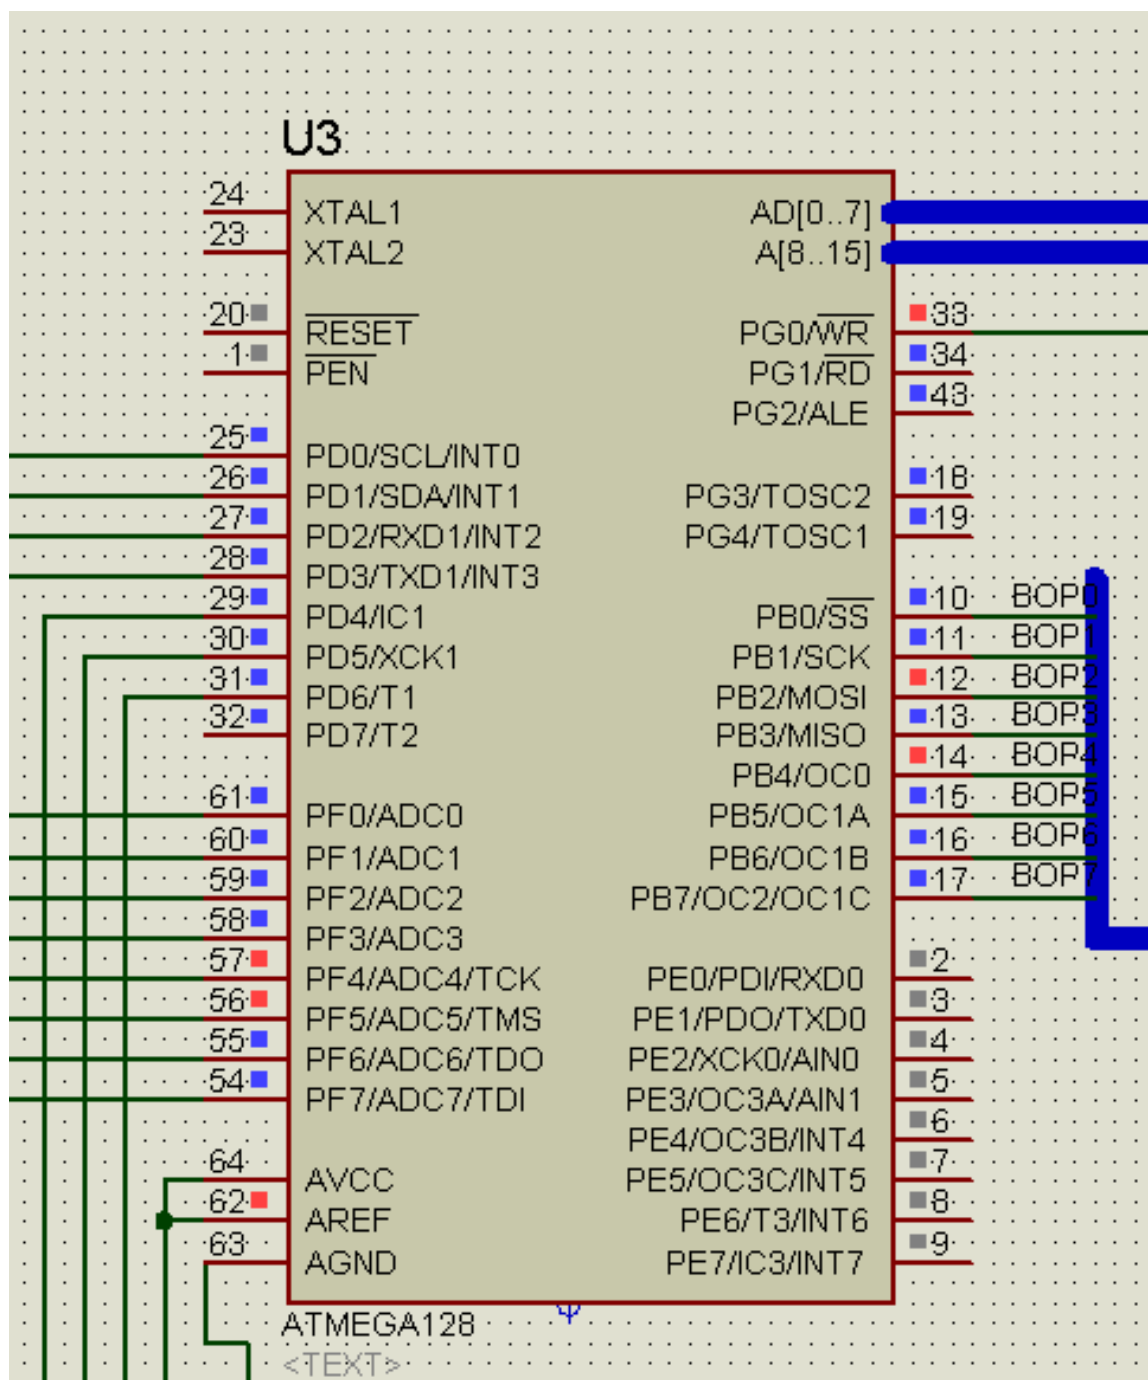 U3
24 XTAL1 AD[0..7]
23 XTAL2 A[8..15]
20 RESET PG0/WR 33
1 PEN PG1/RD 34
PG2/ALE 43
25 PD0/SCL/INT0
26 PD1/SDA/INT1 PG3/TOSC2 18
27 PD2/RXD1/INT2 PG4/TOSC1 19
28 PD3/TXD1/INT3
29 PD4/IC1 PB0/SS 10 BOP0
30 PD5/XCK1 PB1/SCK 11 BOP1
31 PD6/T1 PB2/MOSI 12 BOP2
32 PD7/T2 PB3/MISO 13 BOP3
PB4/OC0 14 BOP4
61 PF0/ADC0 PB5/OC1A 15 BOP5
60 PF1/ADC1 PB6/OC1B 16 BOP6
59 PF2/ADC2 PB7/OC2/OC1C 17 BOP7
58 PF3/ADC3
57 PF4/ADC4/TCK PE0/PDI/RXD0 2
56 PF5/ADC5/TMS PE1/PDO/TXD0 3
55 PF6/ADC6/TDO PE2/XCK0/AIN0 4
54 PF7/ADC7/TDI PE3/OC3A/AIN1 5
PE4/OC3B/INT4 6
64 AVCC PE5/OC3C/INT5 7
62 AREF PE6/T3/INT6 8
63 AGND PE7/IC3/INT7 9
ATMEGA128
<TEXT>